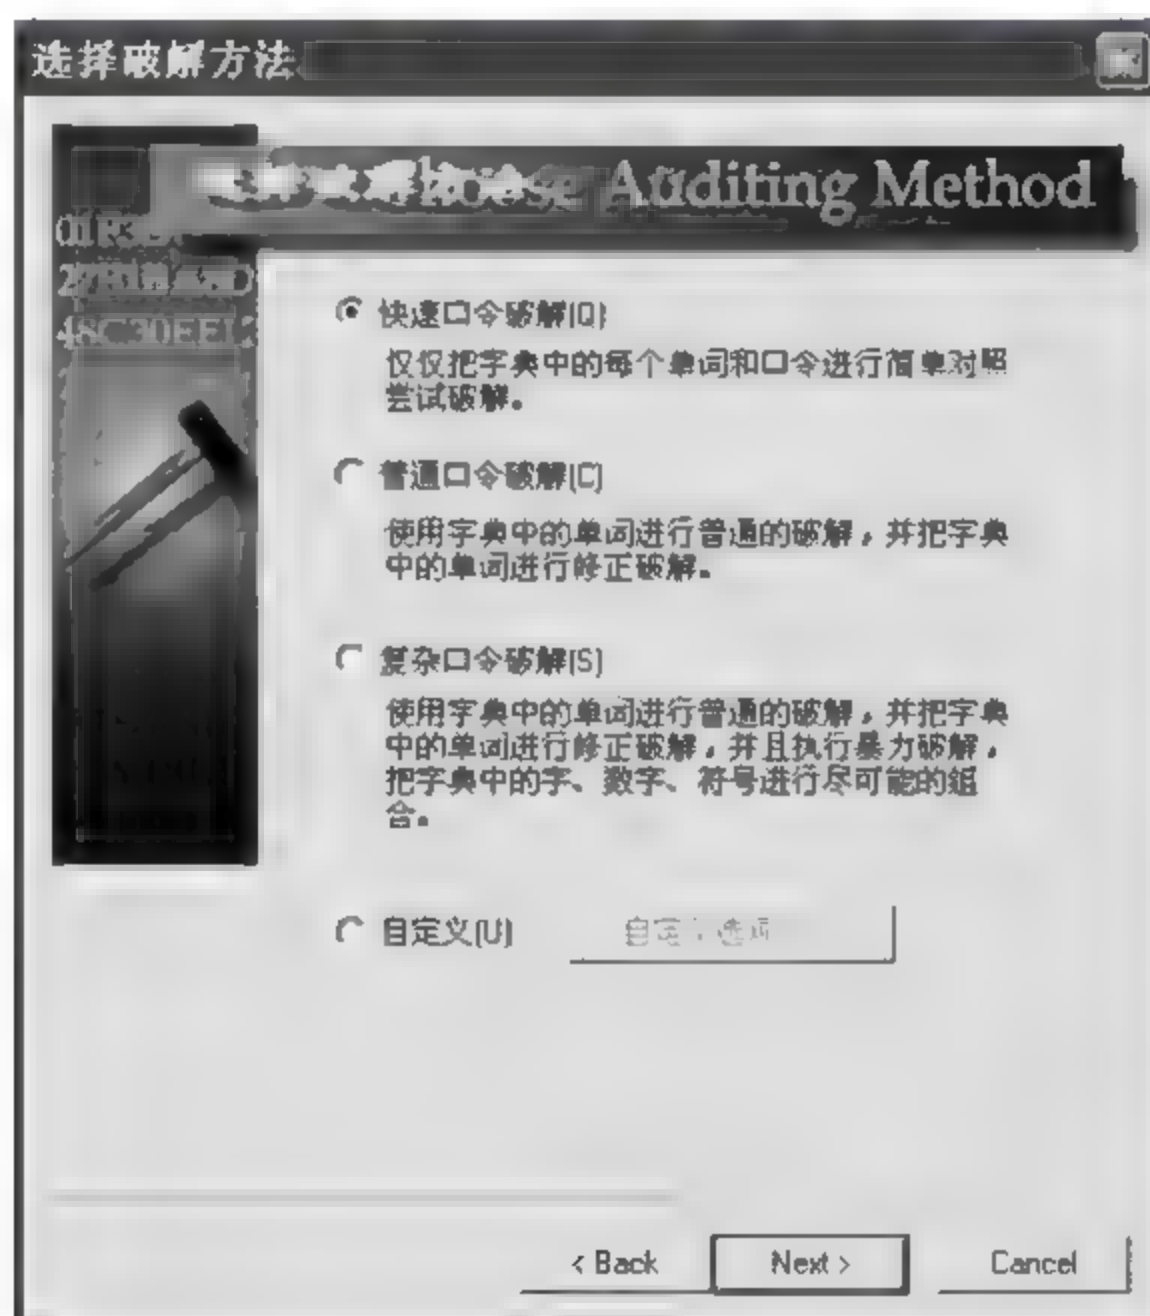 选择破解方法
Choose Auditing Method
快速口令破解(Q)
仅仅把字典中的每个单词和口令进行简单对照
尝试破解。
普通口令破解(C)
使用字典中的单词进行普通的破解，并把字典
中的单词进行修正破解。
复杂口令破解(S)
使用字典中的单词进行普通的破解，并把字典
中的单词进行修正破解，并且执行暴力破解，
把字典中的字、数字、符号进行尽可能的组
合。
自定义(U)
< Back
Next >
Cancel